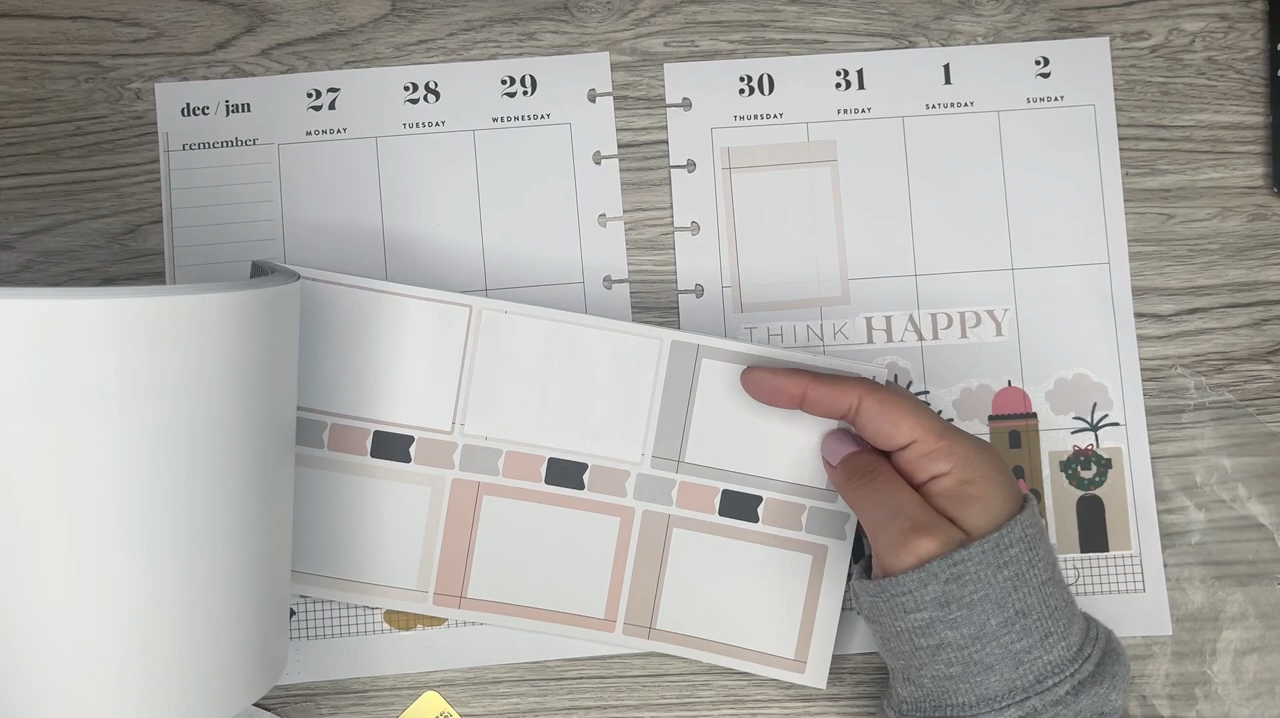 dec / jan
27
MONDAY
28
TUESDAY
29
WEDNESDAY
30
THURSDAY
31
FRIDAY
1
SATURDAY
2
SUNDAY
remember
THINK HAPPY